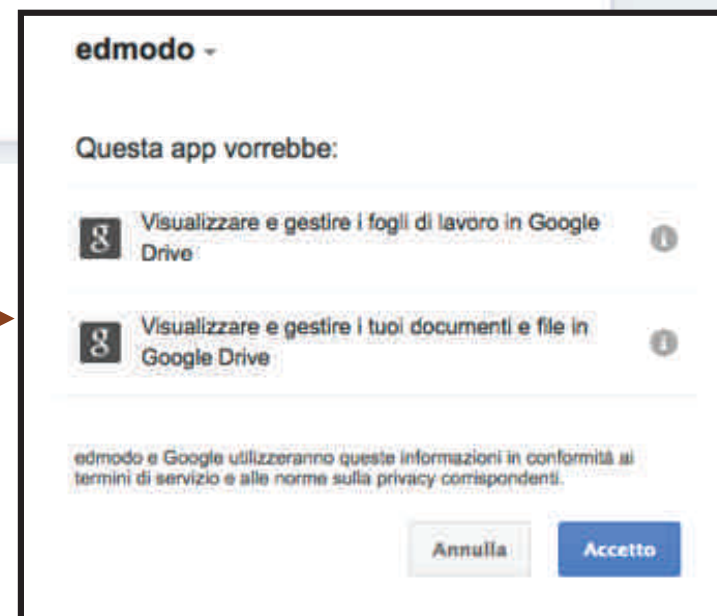 edmodo
Questa app vorrebbe:
Visualizzare e gestire i fogli di lavoro in Google
Drive
Visualizzare e gestire i tuoi documenti e file in
Google Drive
edmodo e Google utilizzeranno queste informazioni in conformità ai
termini di servizio e alle norme sulla privacy corrispondenti.
Annulla
Accetto